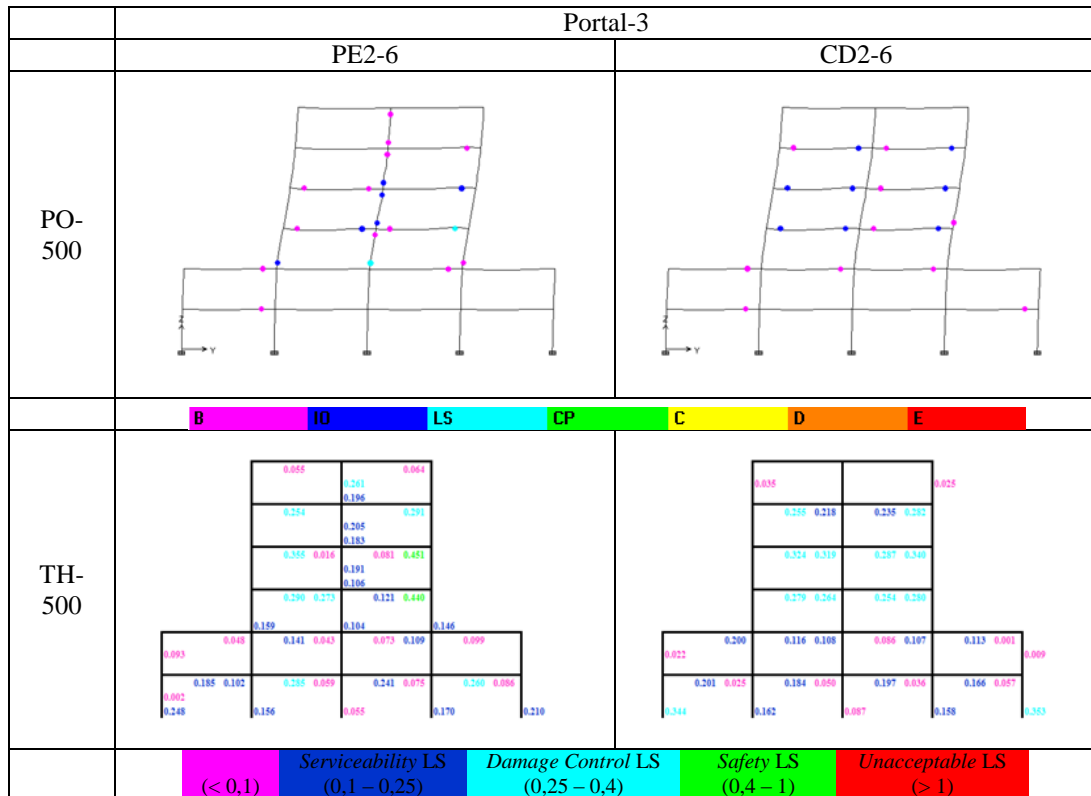 Portal-3
PE2-6 CD2-6
PO-
500
Z
Y
Z
Y
B IO LS CP C D E
TH-
500
0.055 0.064
0.261
0.196
0.254 0.291
0.205
0.183
0.355 0.016 0.081 0.451
0.191
0.106
0.290 0.273 0.121 0.440
0.159 0.104 0.146
0.048 0.141 0.043 0.073 0.109 0.099
0.093
0.185 0.102 0.285 0.059 0.241 0.075 0.260 0.086
0.002
0.248 0.156 0.055 0.170 0.210
0.035 0.025
0.255 0.218 0.235 0.282
0.324 0.319 0.287 0.340
0.279 0.264 0.254 0.280
0.200 0.116 0.108 0.086 0.107 0.113 0.001
0.022 0.009
0.201 0.025 0.184 0.050 0.197 0.036 0.166 0.057
0.344 0.162 0.087 0.158 0.353
Serviceability LS Damage Control LS Safety LS Unacceptable LS
(< 0,1) (0,1 – 0,25) (0,25 – 0,4) (0,4 – 1) (> 1)